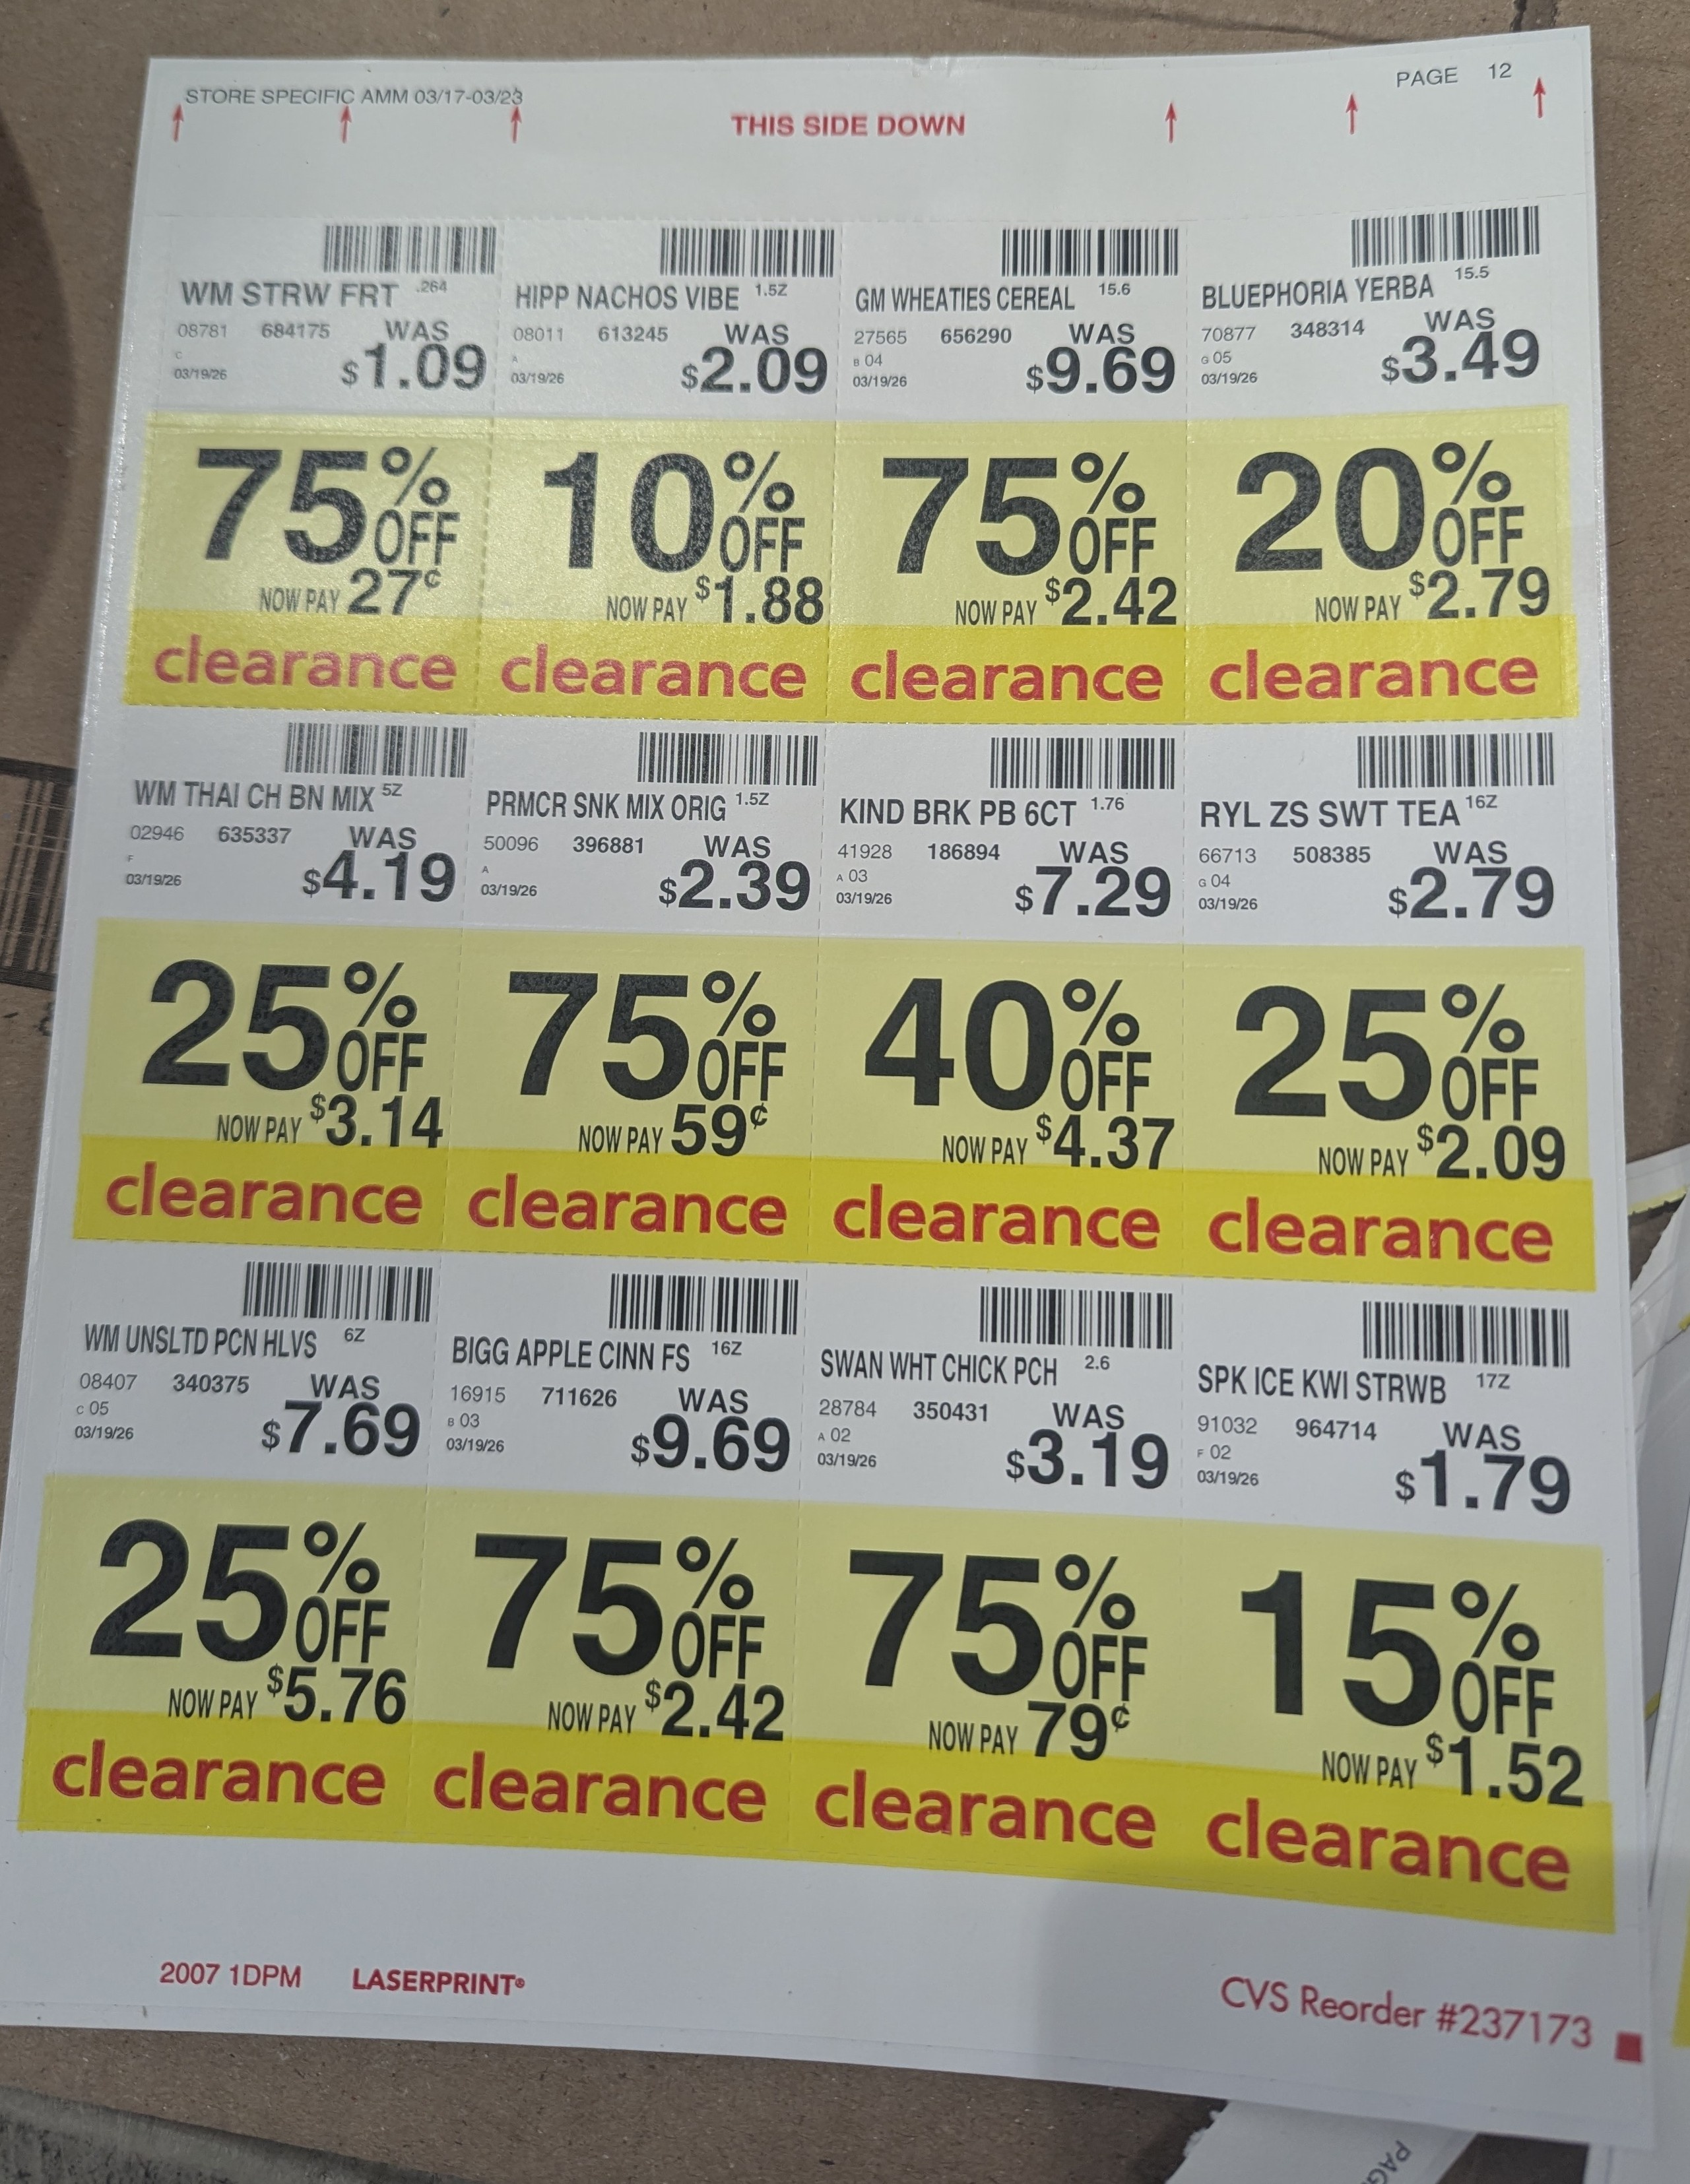 STORE SPECIFIC AMM 03/17-03/23
PAGE 12
THIS SIDE DOWN
WM STRW FRT .264
08781 684175 WAS
C
03/19/26
$1.09
75% OFF
NOW PAY 27¢
clearance
HIPP NACHOS VIBE 1.5Z
08011 613245 WAS
A
03/19/26
$2.09
10% OFF
NOW PAY $1.88
clearance
GM WHEATIES CEREAL 15.6
27565 656290 WAS
B 04
03/19/26
$9.69
75% OFF
NOW PAY $2.42
clearance
BLUEPHORIA YERBA 15.5
70877 348314 WAS
G 05
03/19/26
$3.49
20% OFF
NOW PAY $2.79
clearance
WM THAI CH BN MIX 5Z
02946 635337 WAS
F
03/19/26
$4.19
25% OFF
NOW PAY $3.14
clearance
PRMCR SNK MIX ORIG 1.5Z
50096 396881 WAS
A
03/19/26
$2.39
75% OFF
NOW PAY 59¢
clearance
KIND BRK PB 6CT 1.76
41928 186894 WAS
A 03
03/19/26
$7.29
40% OFF
NOW PAY $4.37
clearance
RYL ZS SWT TEA 16Z
66713 508385 WAS
G 04
03/19/26
$2.79
25% OFF
NOW PAY $2.09
clearance
WM UNSLTD PCN HLVS 6Z
08407 340375 WAS
C 05
03/19/26
$7.69
25% OFF
NOW PAY $5.76
clearance
BIGG APPLE CINN FS 16Z
16915 711626 WAS
B 03
03/19/26
$9.69
75% OFF
NOW PAY $2.42
clearance
SWAN WHT CHICK PCH 2.6
28784 350431 WAS
A 02
03/19/26
$3.19
75% OFF
NOW PAY 79¢
clearance
SPK ICE KWI STRWB 17Z
91032 964714 WAS
F 02
03/19/26
$1.79
15% OFF
NOW PAY $1.52
clearance
2007 1DPM LASERPRINT®
CVS Reorder #237173